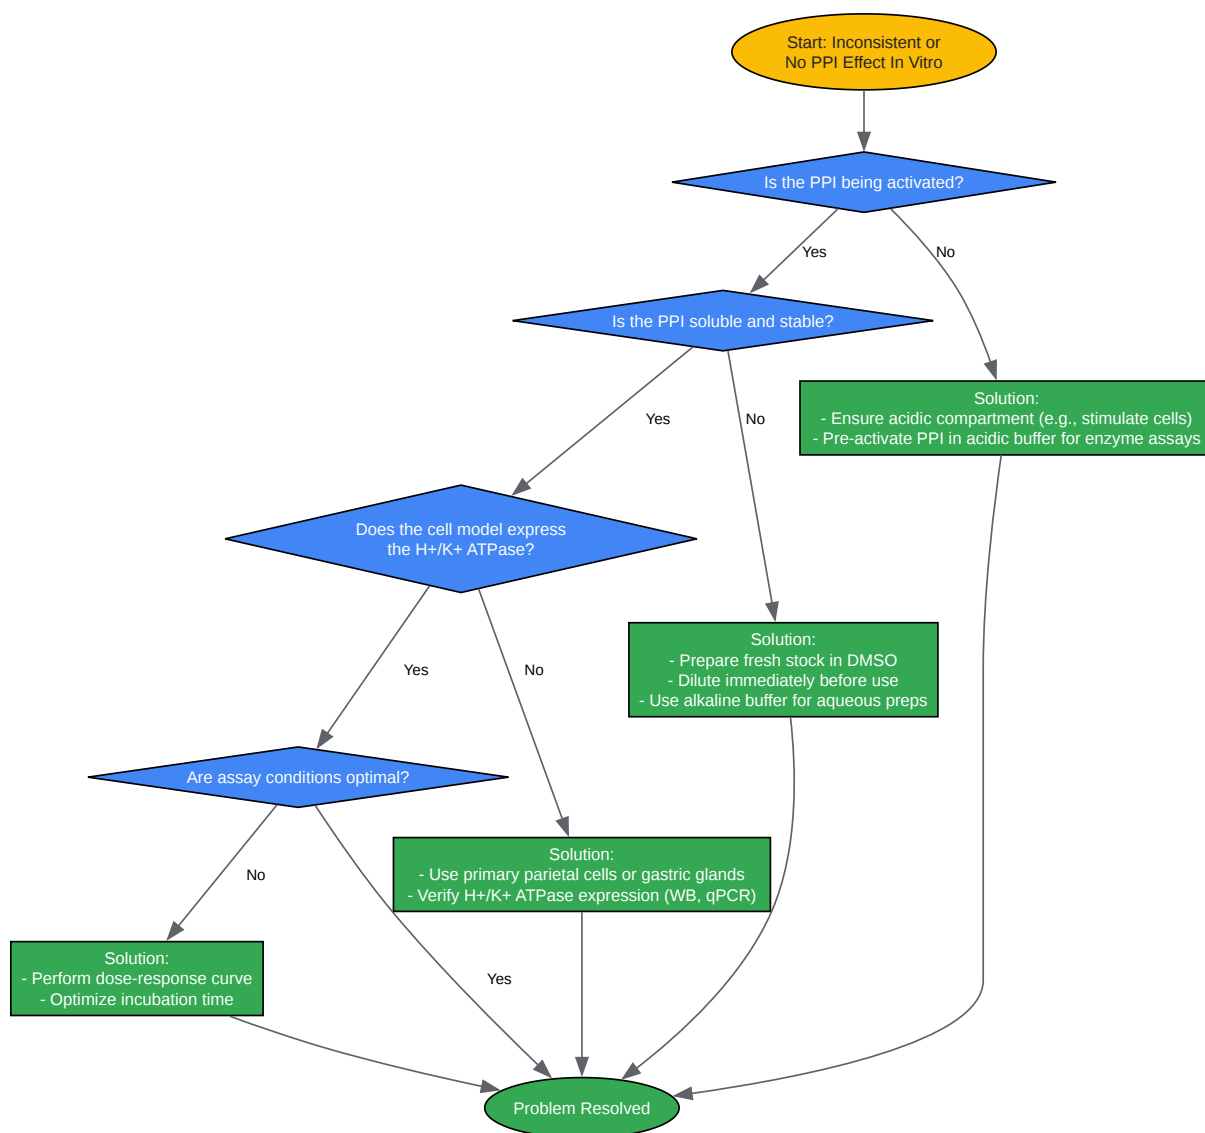 Start: Inconsistent or
No PPI Effect In Vitro
Is the PPI being activated?
Yes
No
Is the PPI soluble and stable?
Solution:
- Ensure acidic compartment (e.g., stimulate cells)
- Pre-activate PPI in acidic buffer for enzyme assays
Yes
No
Does the cell model express
the H+/K+ ATPase?
Solution:
- Prepare fresh stock in DMSO
- Dilute immediately before use
- Use alkaline buffer for aqueous preps
Yes
No
Are assay conditions optimal?
Solution:
- Use primary parietal cells or gastric glands
- Verify H+/K+ ATPase expression (WB, qPCR)
No
Yes
Solution:
- Perform dose-response curve
- Optimize incubation time
Problem Resolved